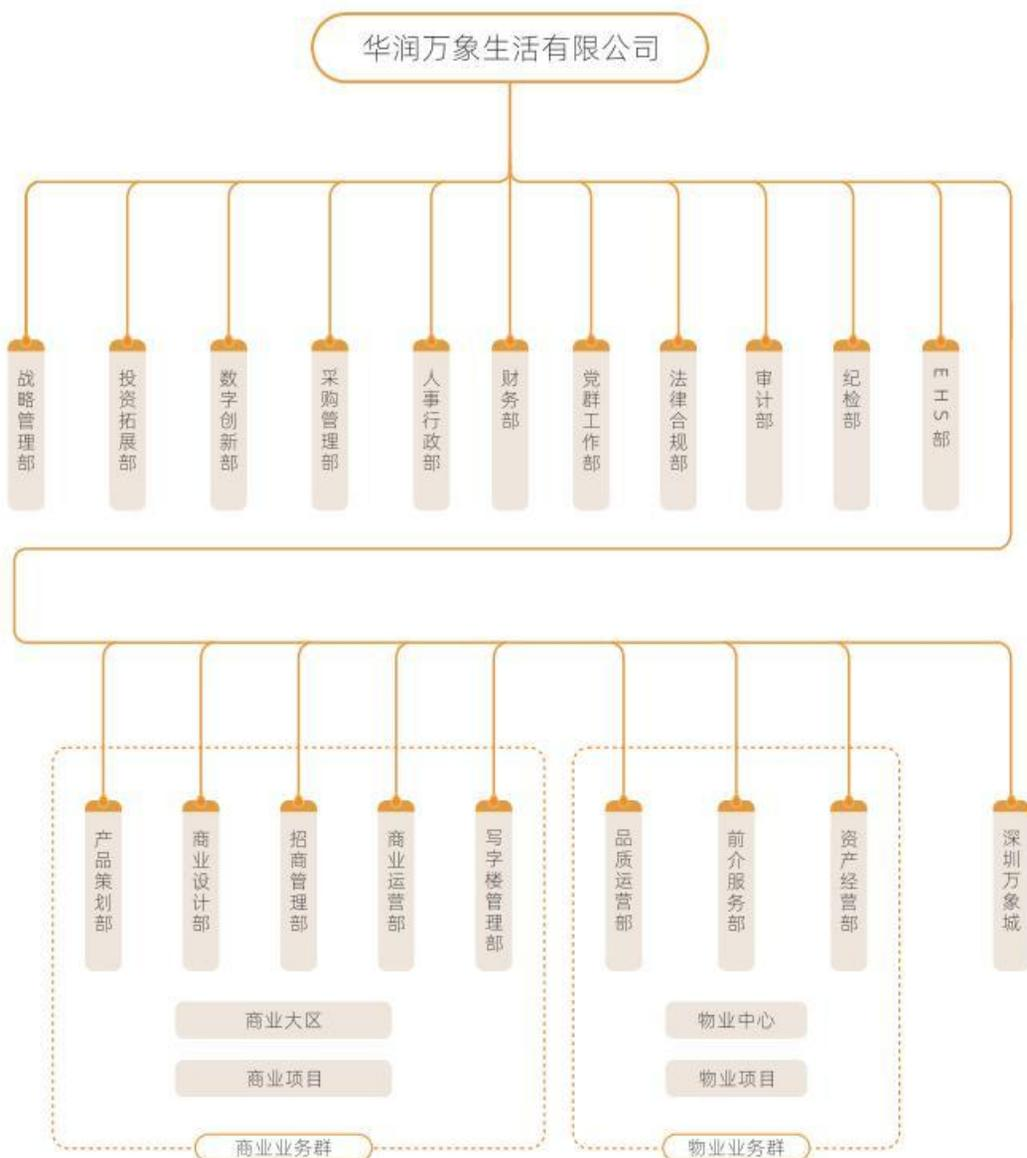 华润万象生活有限公司
战略管理部
投资拓展部
数字创新部
采购管理部
人事行政部
财务部
党群工作部
法律合规部
审计部
纪检部
EHS部
产品策划部
商业设计部
招商管理部
商业运营部
写字楼管理部
品质运营部
前介服务部
资产经营部
深圳万象城
商业大区
物业中心
商业项目
物业项目
商业业务群
物业业务群